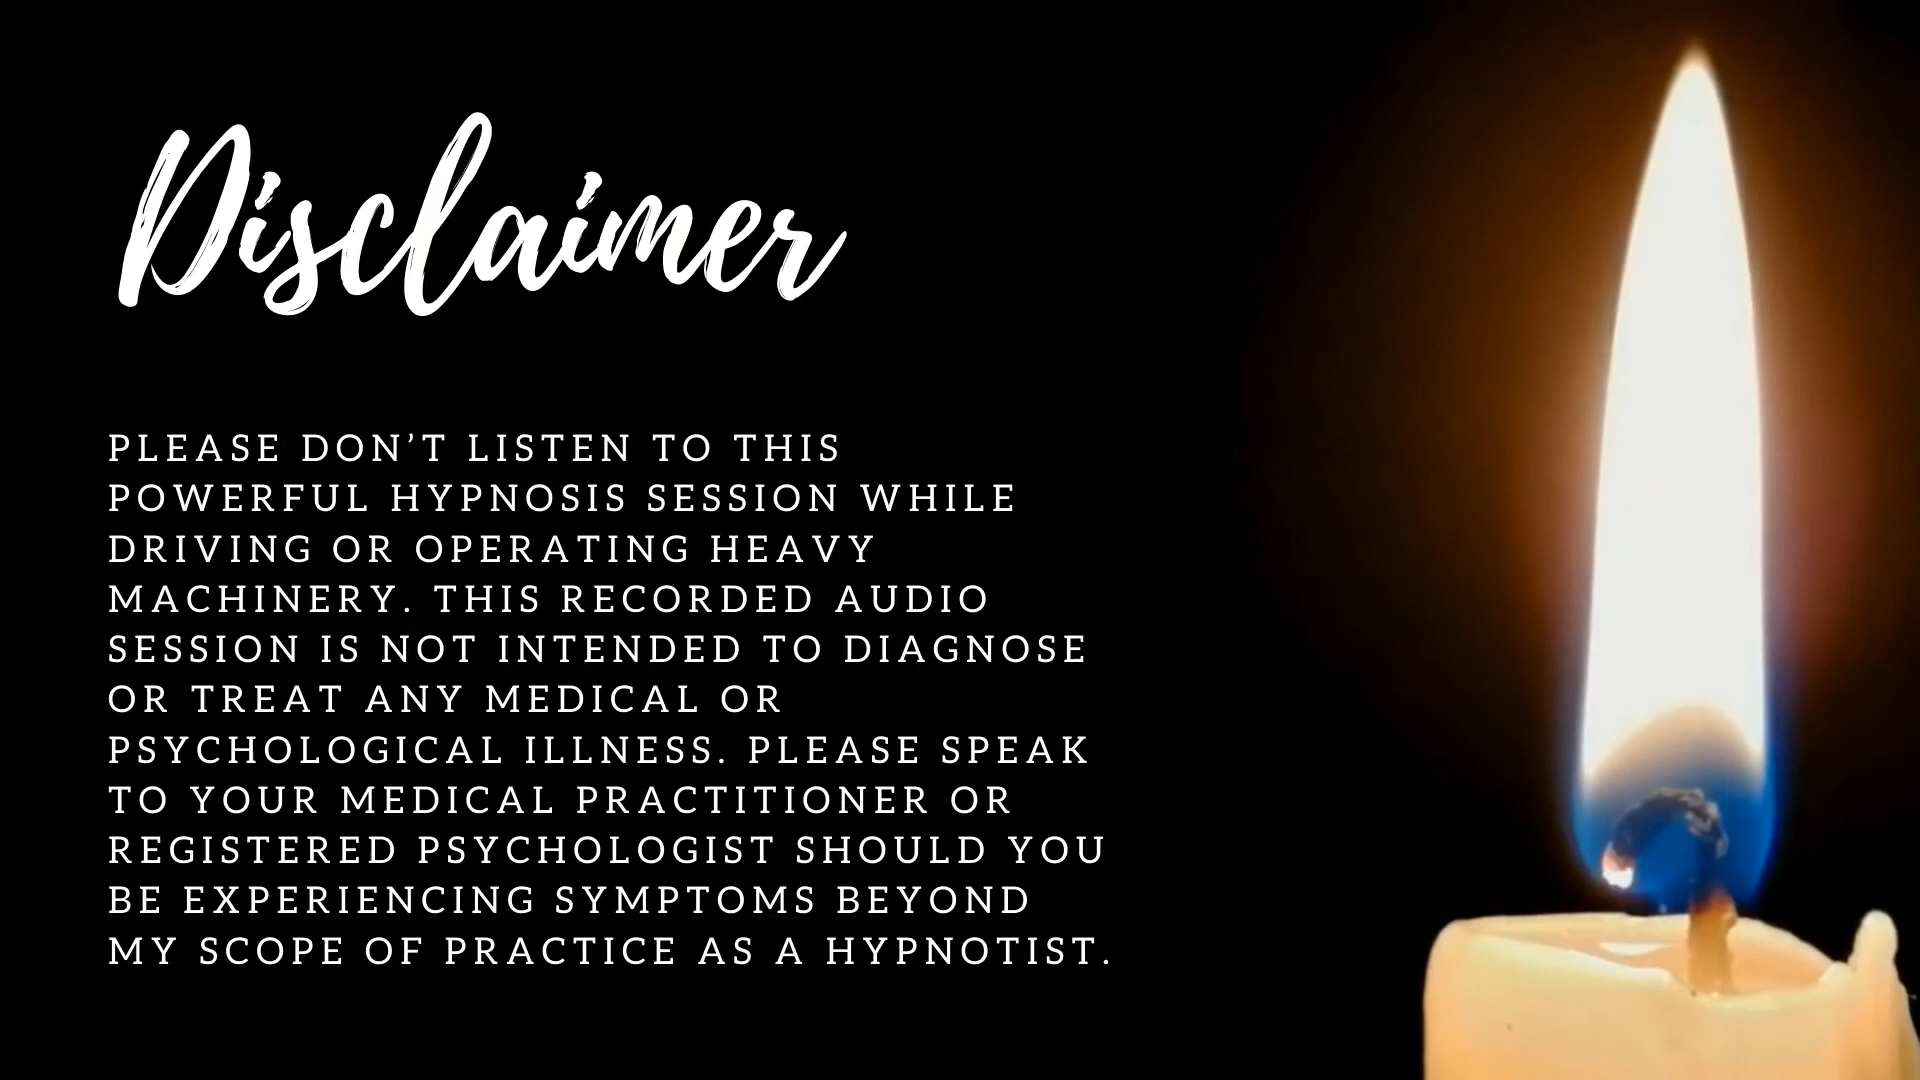 Disclaimer
PLEASE DON’T LISTEN TO THIS
POWERFUL HYPNOSIS SESSION WHILE
DRIVING OR OPERATING HEAVY
MACHINERY. THIS RECORDED AUDIO
SESSION IS NOT INTENDED TO DIAGNOSE
OR TREAT ANY MEDICAL OR
PSYCHOLOGICAL ILLNESS. PLEASE SPEAK
TO YOUR MEDICAL PRACTITIONER OR
REGISTERED PSYCHOLOGIST SHOULD YOU
BE EXPERIENCING SYMPTOMS BEYOND
MY SCOPE OF PRACTICE AS A HYPNOTIST.